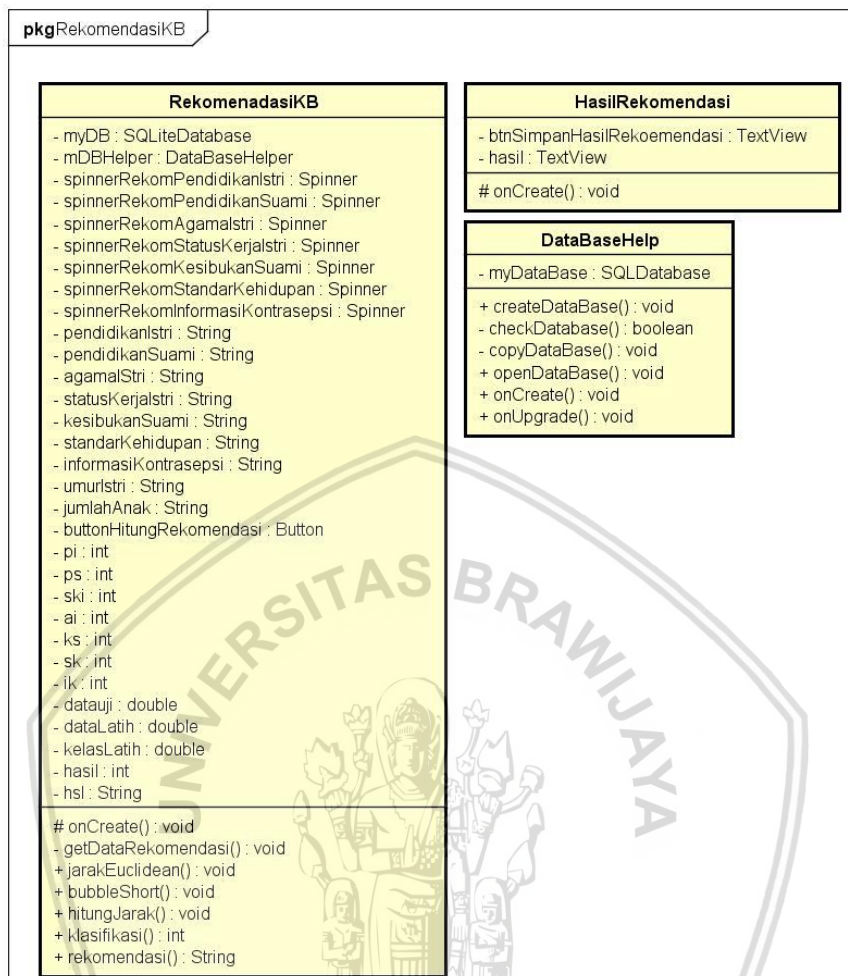 pkg RekomendasiKB
RekomenadasiKB
- myDB : SQLiteDatabase
- mDBHelper : DataBaseHelper
- spinnerRekomPendidikanIstri : Spinner
- spinnerRekomPendidikanSuami : Spinner
- spinnerRekomAgamaIstri : Spinner
- spinnerRekomStatusKerjaIstri : Spinner
- spinnerRekomKesibukanSuami : Spinner
- spinnerRekomStandarKehidupan : Spinner
- spinnerRekomInformasiKontrasepsi : Spinner
- pendidikanIstri : String
- pendidikanSuami : String
- agamaIStri : String
- statusKerjaIstri : String
- kesibukanSuami : String
- standarKehidupan : String
- informasiKontrasepsi : String
- umurIstri : String
- jumlahAnak : String
- buttonHitungRekomendasi : Button
- pi : int
- ps : int
- ski : int
- ai : int
- ks : int
- sk : int
- ik : int
- datauji : double
- dataLatih : double
- kelasLatih : double
- hasil : int
- hsl : String
# onCreate() : void
- getDataRekomendasi() : void
+ jarakEuclidean() : void
+ bubbleShort() : void
+ hitungJarak() : void
+ klasifikasi() : int
+ rekomendasi() : String
HasilRekomendasi
- btnSimpanHasilRekoemendasi : TextView
- hasil : TextView
# onCreate() : void
DataBaseHelp
- myDataBase : SQLDatabase
+ createDataBase() : void
- checkDatabase() : boolean
- copyDataBase() : void
+ openDataBase() : void
+ onCreate() : void
+ onUpgrade() : void
UNIVERSITAS BRAWIJAYA